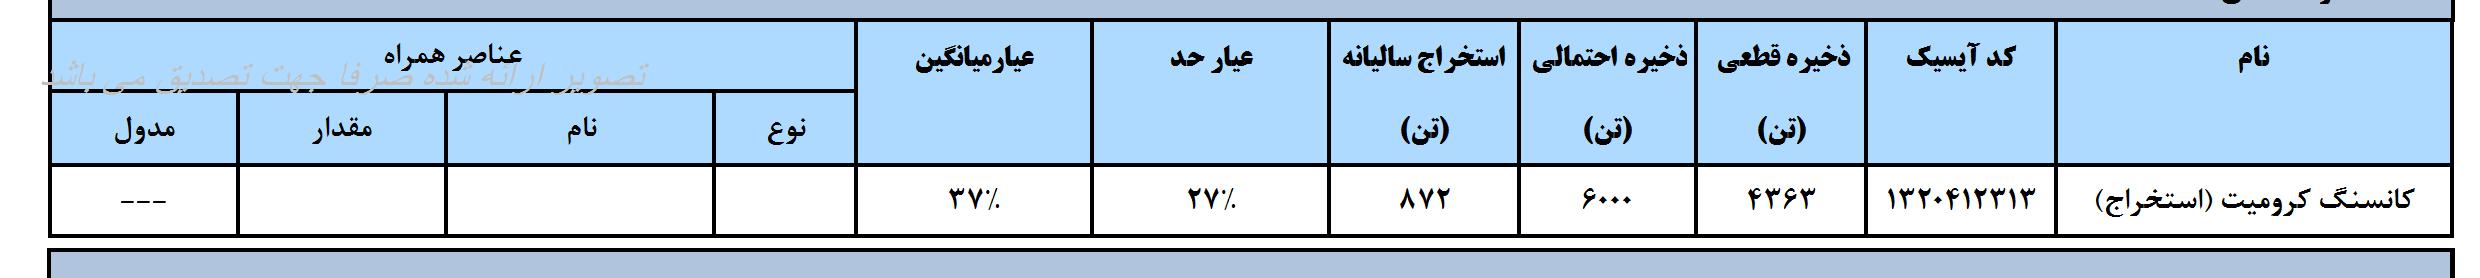 نام
کد آیسیک
ذخیره قطعی
(تن)
ذخیره احتمالی
(تن)
استخراج سالیانه
(تن)
عیار حد
عیارمیانگین
عناصر همراه
نوع
نام
مقدار
مدول
تصویر ارائه شده صرفا جهت تصدیق می باشد
کانسنگ کرومیت (استخراج)
۱۳۲۰۴۱۲۳۱۳
۴۳۶۳
۶۰۰۰
۸۷۲
۲۷%
۳۷%
---